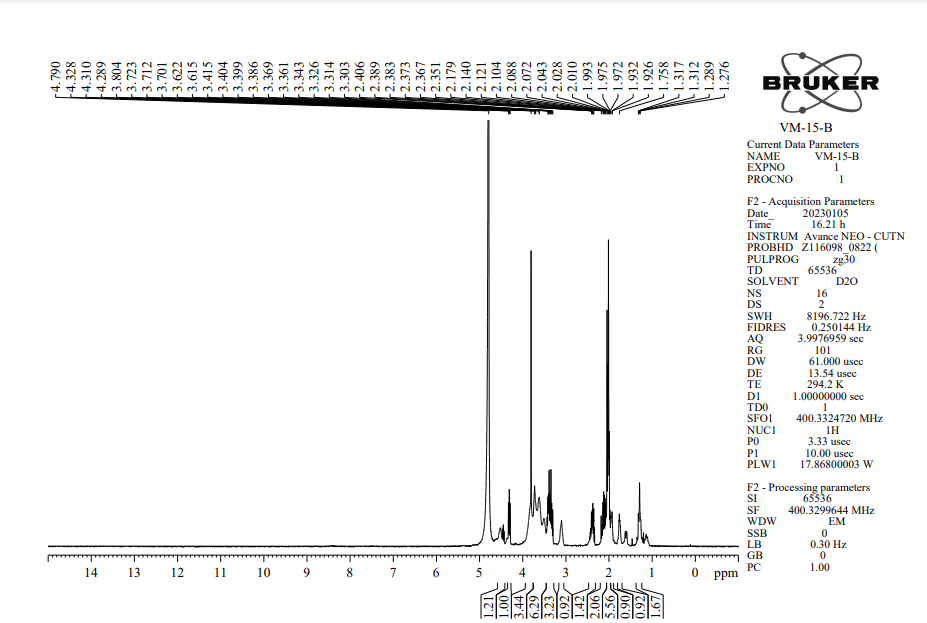 4.790
4.328
4.310
4.289
3.804
3.723
3.712
3.701
3.622
3.615
3.415
3.404
3.399
3.386
3.369
3.361
3.343
3.326
3.314
3.303
2.406
2.389
2.383
2.373
2.367
2.351
2.179
2.140
2.121
2.104
2.088
2.072
2.043
2.028
2.010
1.993
1.975
1.972
1.932
1.926
1.758
1.317
1.312
1.289
1.276
BRUKER
VM-15-B
Current Data Parameters
NAME VM-15-B
EXPNO 1
PROCNO 1
F2 - Acquisition Parameters
Date_ 20230105
Time 16.21 h
INSTRUM Avance NEO - CUTN
PROBHD Z116098_0822 (
PULPROG zg30
TD 65536
SOLVENT D2O
NS 16
DS 2
SWH 8196.722 Hz
FIDRES 0.250144 Hz
AQ 3.9976959 sec
RG 101
DW 61.000 usec
DE 13.54 usec
TE 294.2 K
D1 1.00000000 sec
TD0 1
SFO1 400.3324720 MHz
NUC1 1H
P0 3.33 usec
P1 10.00 usec
PLW1 17.86800003 W
F2 - Processing parameters
SI 65536
SF 400.3299644 MHz
WDW EM
SSB 0
LB 0.30 Hz
GB 0
PC 1.00
14 13 12 11 10 9 8 7 6 5 4 3 2 1 0 ppm
1.21
1.00
3.44
6.29
3.23
0.92
1.42
2.06
5.56
0.90
0.92
1.67